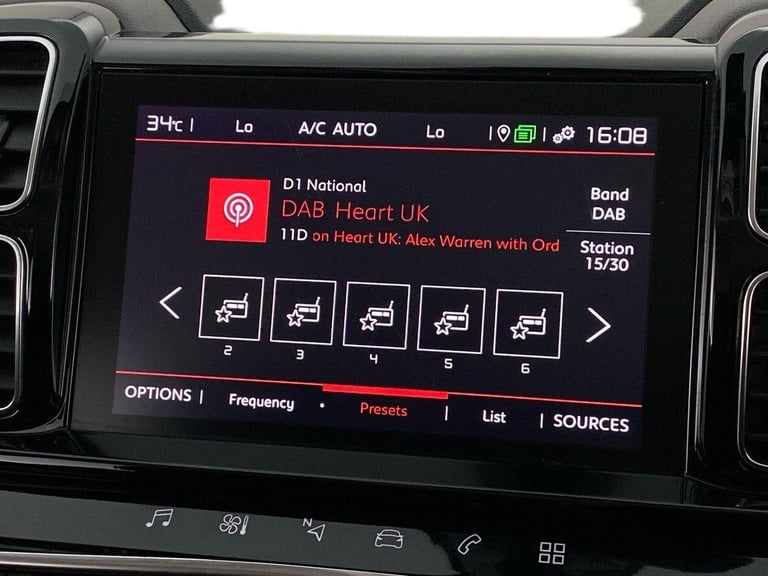 34°C | Lo A/C AUTO Lo 16:08
D1 National
DAB Heart UK
11D on Heart UK: Alex Warren with Ord
Band
DAB
Station
15/30
2 3 4 5 6
OPTIONS | Frequency • Presets | List | SOURCES
N